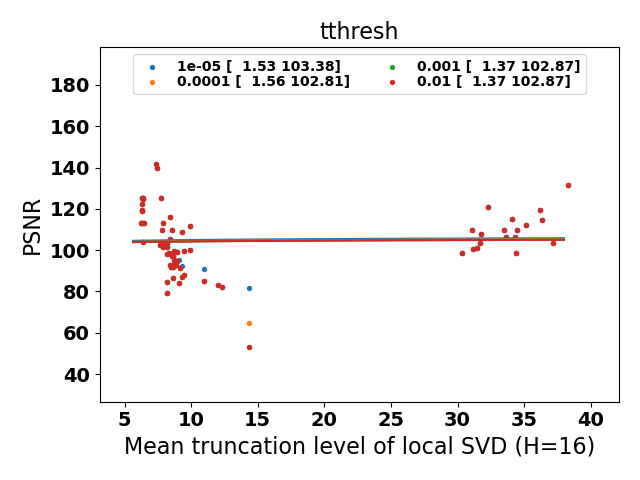 tthresh
1e-05 [  1.53 103.38]
0.0001 [  1.56 102.81]
0.001 [  1.37 102.87]
0.01 [  1.37 102.87]
PSNR
180
160
140
120
100
80
60
40
5 10 15 20 25 30 35 40
Mean truncation level of local SVD (H=16)